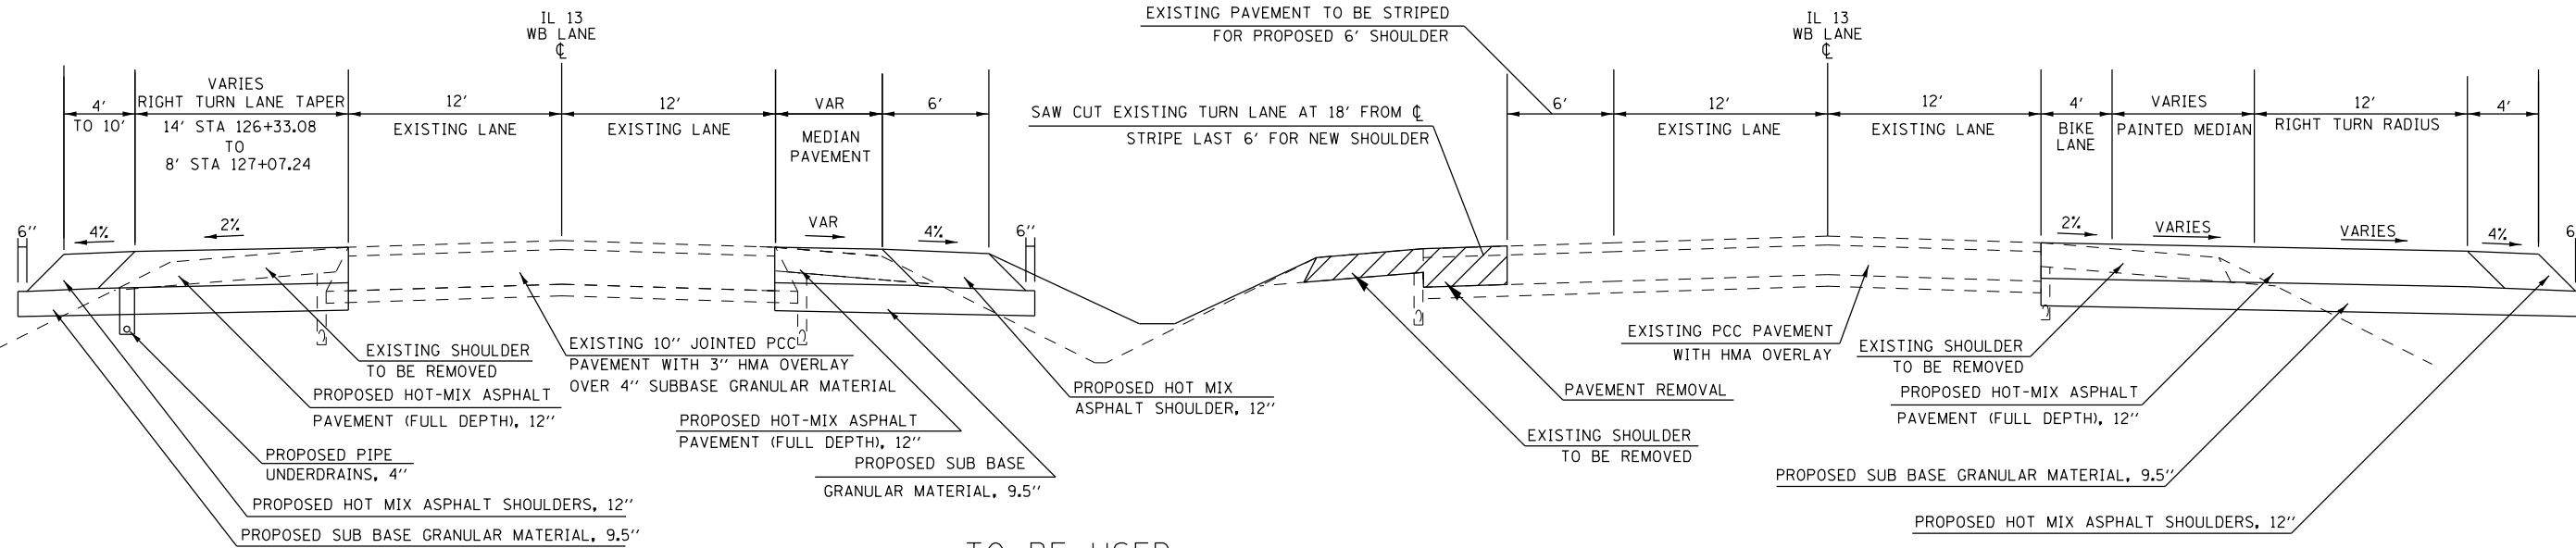 IL 13
WB LANE
℄
4'
TO 10'
VARIES
RIGHT TURN LANE TAPER
14' STA 126+33.08
TO
8' STA 127+07.24
12'
EXISTING LANE
12'
EXISTING LANE
VAR
MEDIAN
PAVEMENT
6'
6"
4%
2%
VAR
4%
6"
EXISTING SHOULDER
TO BE REMOVED
PROPOSED HOT-MIX ASPHALT
PAVEMENT (FULL DEPTH), 12"
PROPOSED PIPE
UNDERDRAINS, 4"
PROPOSED HOT MIX ASPHALT SHOULDERS, 12"
PROPOSED SUB BASE GRANULAR MATERIAL, 9.5"
EXISTING 10" JOINTED PCC
PAVEMENT WITH 3" HMA OVERLAY
OVER 4" SUBBASE GRANULAR MATERIAL
PROPOSED HOT-MIX ASPHALT
PAVEMENT (FULL DEPTH), 12"
PROPOSED SUB BASE
GRANULAR MATERIAL, 9.5"
PROPOSED HOT MIX
ASPHALT SHOULDER, 12"
EXISTING PAVEMENT TO BE STRIPED
FOR PROPOSED 6' SHOULDER
SAW CUT EXISTING TURN LANE AT 18' FROM ℄
STRIPE LAST 6' FOR NEW SHOULDER
IL 13
WB LANE
℄
6'
12'
EXISTING LANE
12'
EXISTING LANE
4'
BIKE
LANE
VARIES
PAINTED MEDIAN
12'
RIGHT TURN RADIUS
4'
2%
VARIES
VARIES
4%
6
EXISTING PCC PAVEMENT
WITH HMA OVERLAY
EXISTING SHOULDER
TO BE REMOVED
PAVEMENT REMOVAL
EXISTING SHOULDER
TO BE REMOVED
PROPOSED HOT-MIX ASPHALT
PAVEMENT (FULL DEPTH), 12"
PROPOSED SUB BASE GRANULAR MATERIAL, 9.5"
PROPOSED HOT MIX ASPHALT SHOULDERS, 12"
TO BE USED